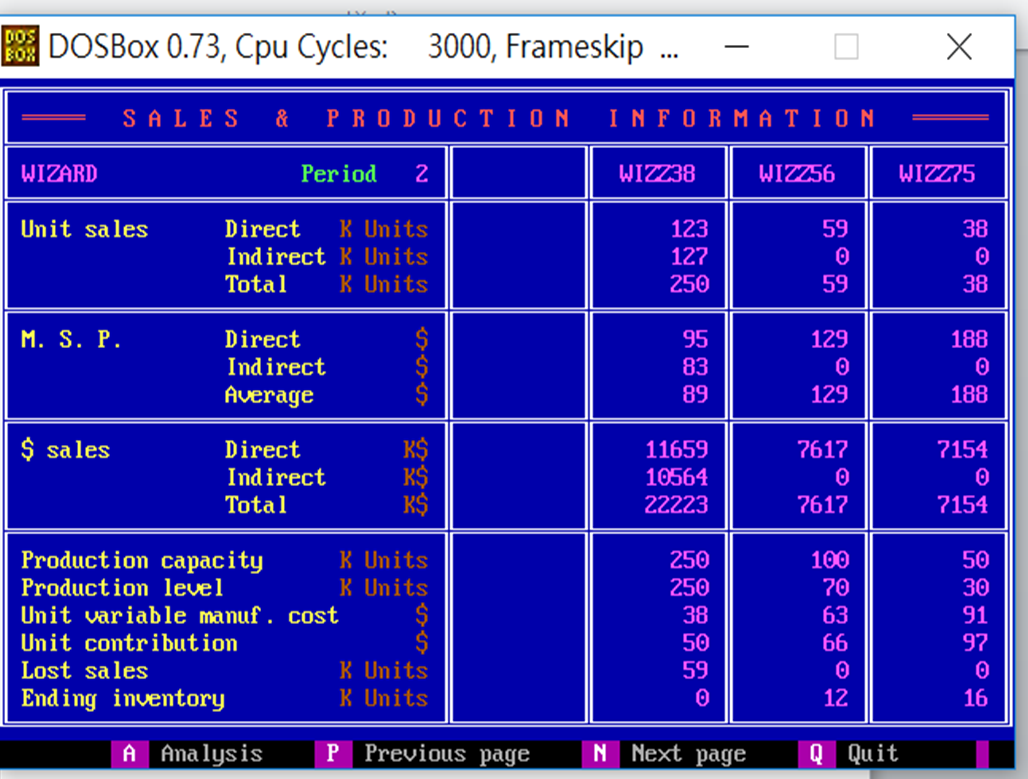 DOS BOX DOSBox 0.73, Cpu Cycles: 3000, Frameskip ...
SALES & PRODUCTION INFORMATION
WIZARD Period 2 WIZZ38 WIZZ56 WIZZ75
Unit sales Direct K Units 123 59 38
Indirect K Units 127 0 0
Total K Units 250 59 38
M. S. P. Direct $ 95 129 188
Indirect $ 83 0 0
Average $ 89 129 188
$ sales Direct K$ 11659 7617 7154
Indirect K$ 10564 0 0
Total K$ 22223 7617 7154
Production capacity K Units 250 100 50
Production level K Units 250 70 30
Unit variable manuf. cost $ 38 63 91
Unit contribution $ 50 66 97
Lost sales K Units 59 0 0
Ending inventory K Units 0 12 16
A Analysis P Previous page N Next page Q Quit